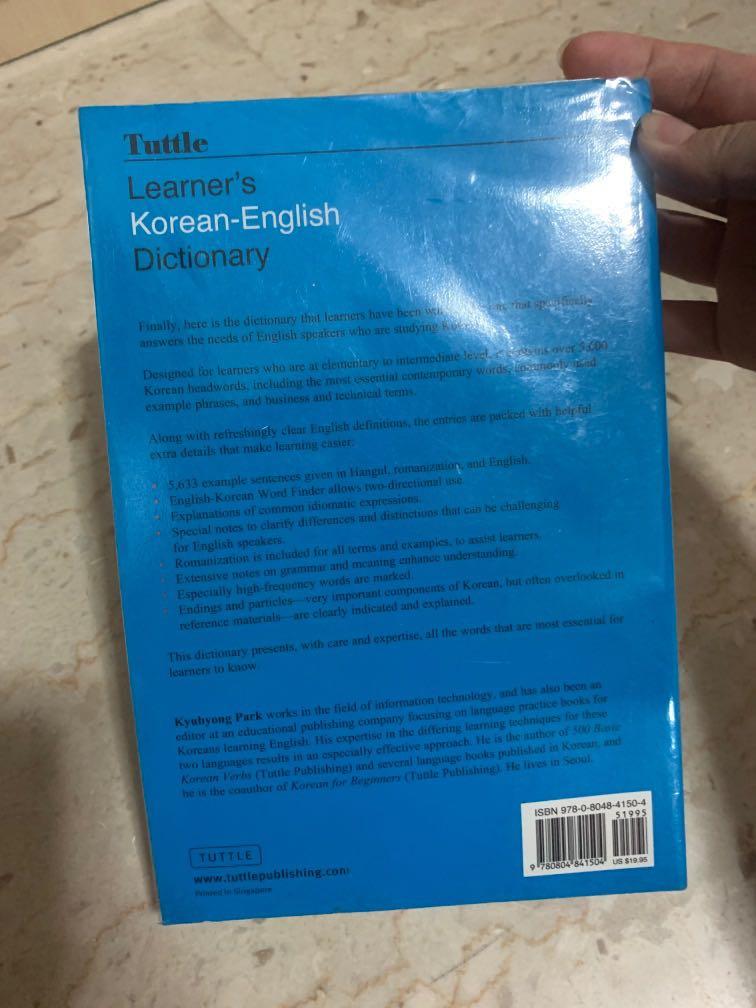 Tuttle
Learner's
Korean-English
Dictionary
Finally, here is the dictionary that learners have been that specifically
answers the needs of English speakers who are studying
Designed for learners who are at elementary to intermediate level, it contains over 5,600
Korean headwords, including the most essential contemporary words, commonly used
example phrases, and business and technical terms.
Along with refreshingly clear English definitions, the entries are packed with helpful
extra details that make learning easier:
• 5,633 example sentences given in Hangul, romanization, and English.
• English-Korean Word Finder allows two-directional use.
• Explanations of common idiomatic expressions.
• Special notes to clarify differences and distinctions that can be challenging
for English speakers.
• Romanization is included for all terms and examples, to assist learners.
• Extensive notes on grammar and meaning enhance understanding.
• Especially high-frequency words are marked.
• Endings and particles—very important components of Korean, but often overlooked in
reference materials—are clearly indicated and explained.
This dictionary presents, with care and expertise, all the words that are most essential for
learners to know.
Kyubyong Park works in the field of information technology, and has also been an
editor at an educational publishing company focusing on language practice books for
Koreans learning English. His expertise in the differing learning techniques for these
two languages results in an especially effective approach. He is the author of 500 Basic
Korean Verbs (Tuttle Publishing) and several language books published in Korean, and
he is the coauthor of Korean for Beginners (Tuttle Publishing). He lives in Seoul.
ISBN 978-0-8048-4150-4
51995
9 780804 841504
US $19.95
TUTTLE
www.tuttlepublishing.com
Printed in Singapore